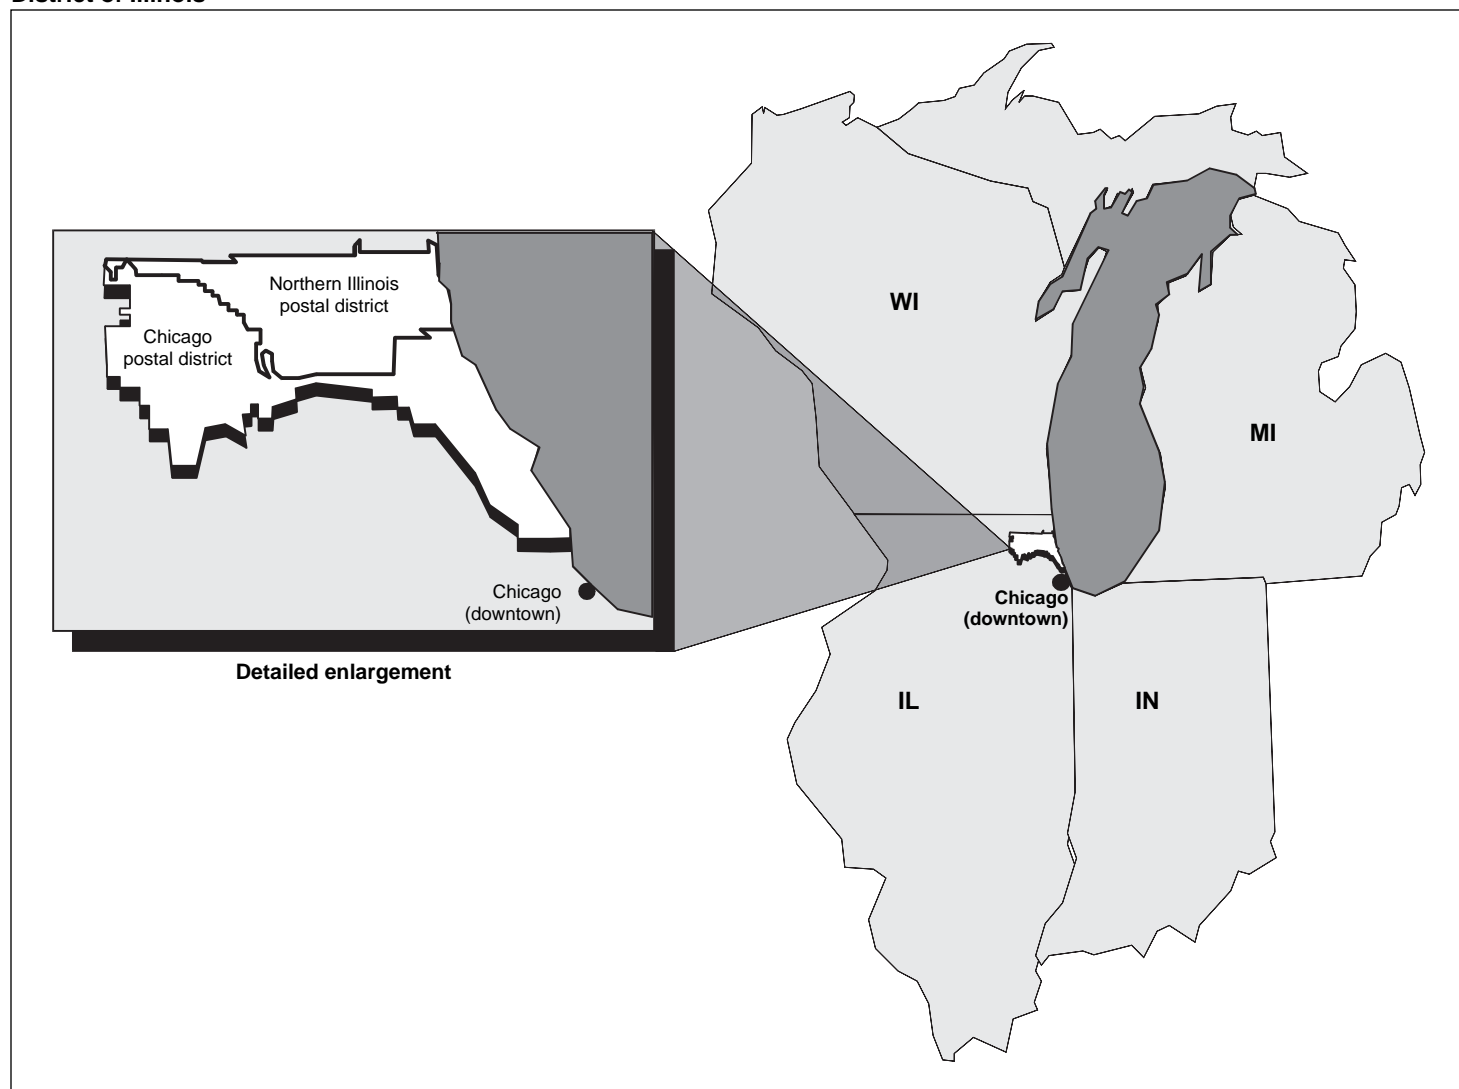 District of Illinois
Northern Illinois
postal district
Chicago
postal district
Chicago
(downtown)
Detailed enlargement
WI
MI
Chicago
(downtown)
IL
IN